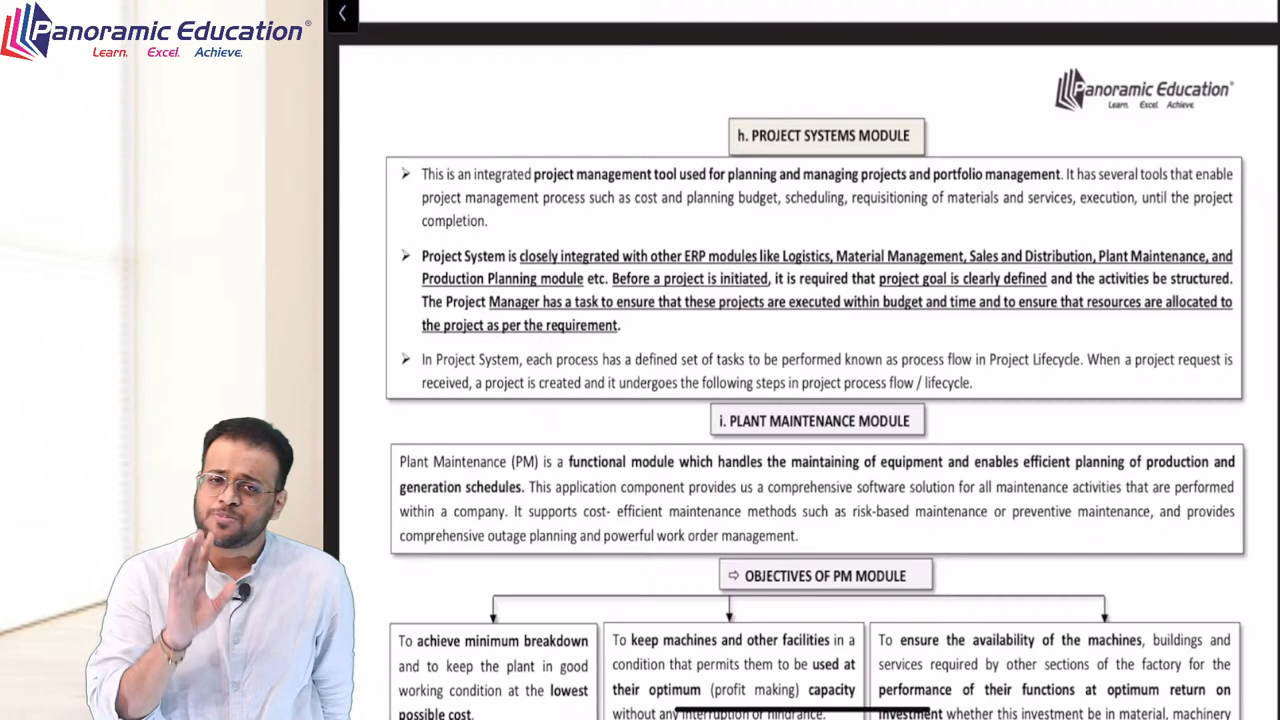 Panoramic Education®
Learn. Excel. Achieve.
Panoramic Education®
Learn. Excel Achieve.
h. PROJECT SYSTEMS MODULE
➢ This is an integrated project management tool used for planning and managing projects and portfolio management. It has several tools that enable
project management process such as cost and planning budget, scheduling, requisitioning of materials and services, execution, until the project
completion.
➢ Project System is closely integrated with other ERP modules like Logistics, Material Management, Sales and Distribution, Plant Maintenance, and
Production Planning module etc. Before a project is initiated, it is required that project goal is clearly defined and the activities be structured.
The Project Manager has a task to ensure that these projects are executed within budget and time and to ensure that resources are allocated to
the project as per the requirement.
➢ In Project System, each process has a defined set of tasks to be performed known as process flow in Project Lifecycle. When a project request is
received, a project is created and it undergoes the following steps in project process flow / lifecycle.
i. PLANT MAINTENANCE MODULE
Plant Maintenance (PM) is a functional module which handles the maintaining of equipment and enables efficient planning of production and
generation schedules. This application component provides us a comprehensive software solution for all maintenance activities that are performed
within a company. It supports cost- efficient maintenance methods such as risk-based maintenance or preventive maintenance, and provides
comprehensive outage planning and powerful work order management.
⇨ OBJECTIVES OF PM MODULE
To achieve minimum breakdown
and to keep the plant in good
working condition at the lowest
possible cost.
To keep machines and other facilities in a
condition that permits them to be used at
their optimum (profit making) capacity
without any interruption or hindrance.
To ensure the availability of the machines, buildings and
services required by other sections of the factory for the
performance of their functions at optimum return on
investment whether this investment be in material, machinery